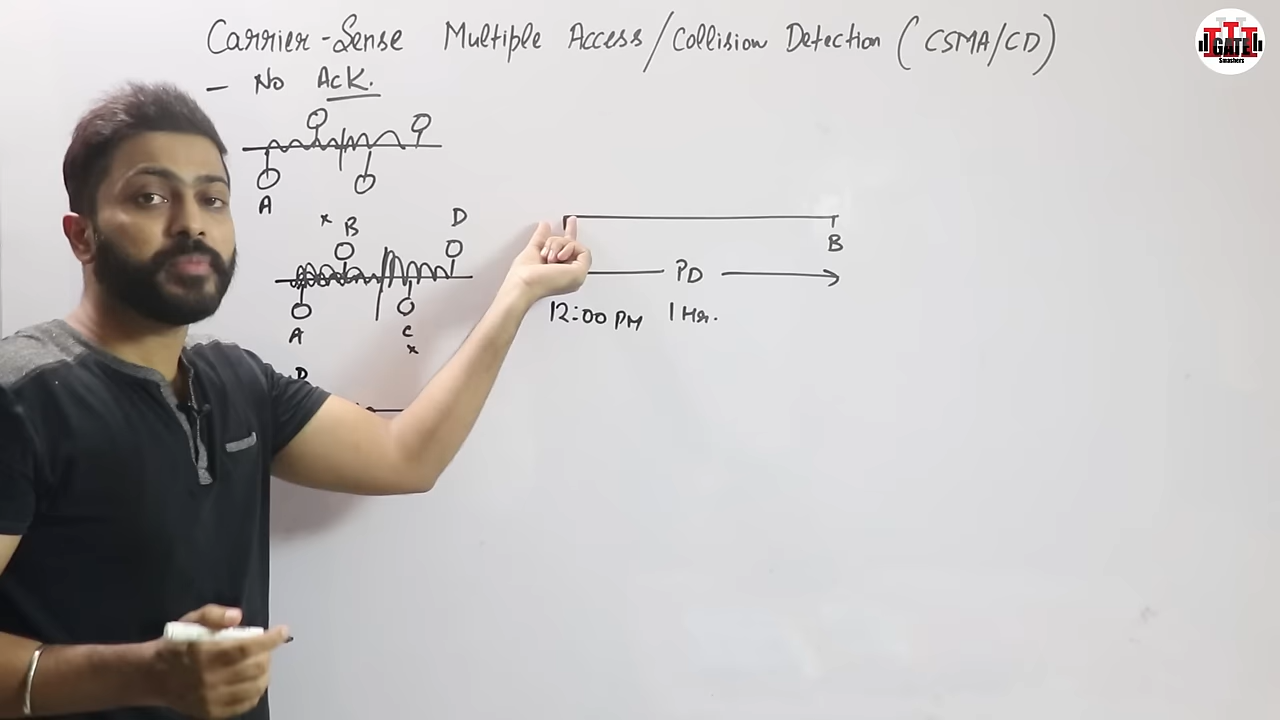 Carrier-Sense Multiple Access/Collision Detection (CSMA/CD)
- No Ack.
A
x B D
A C
x
B
PD
12:00 PM 1 Hr.
GATE
Smashers